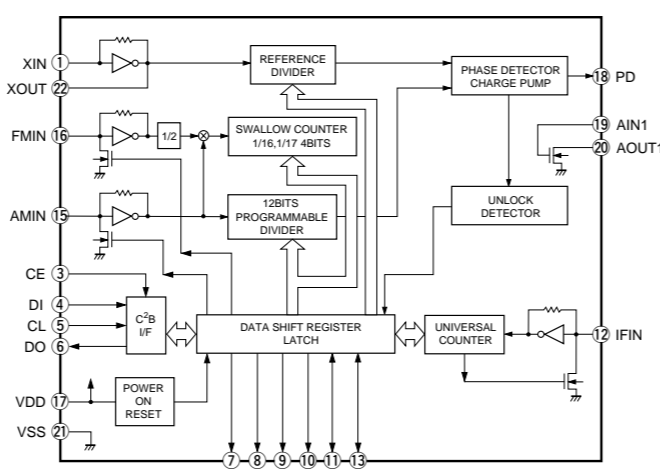 XIN 1
XOUT 22
REFERENCE
DIVIDER
PHASE DETECTOR
CHARGE PUMP
18 PD
FMIN 16
1/2
SWALLOW COUNTER
1/16,1/17 4BITS
19 AIN1
20 AOUT1
AMIN 15
12BITS
PROGRAMMABLE
DIVIDER
UNLOCK
DETECTOR
CE 3
DI 4
CL 5
DO 6
C²B
I/F
DATA SHIFT REGISTER
LATCH
UNIVERSAL
COUNTER
12 IFIN
VDD 17
POWER
ON
RESET
VSS 21
7 8 9 10 11 13